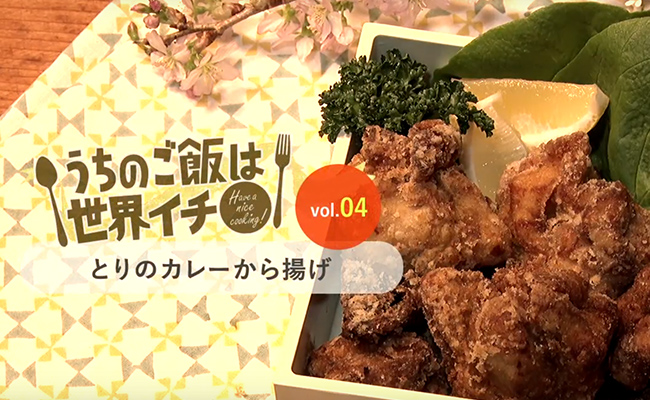 うちのご飯は
世界イチ
Have a
nice
cooking!
vol.04
とりのカレーから揚げ